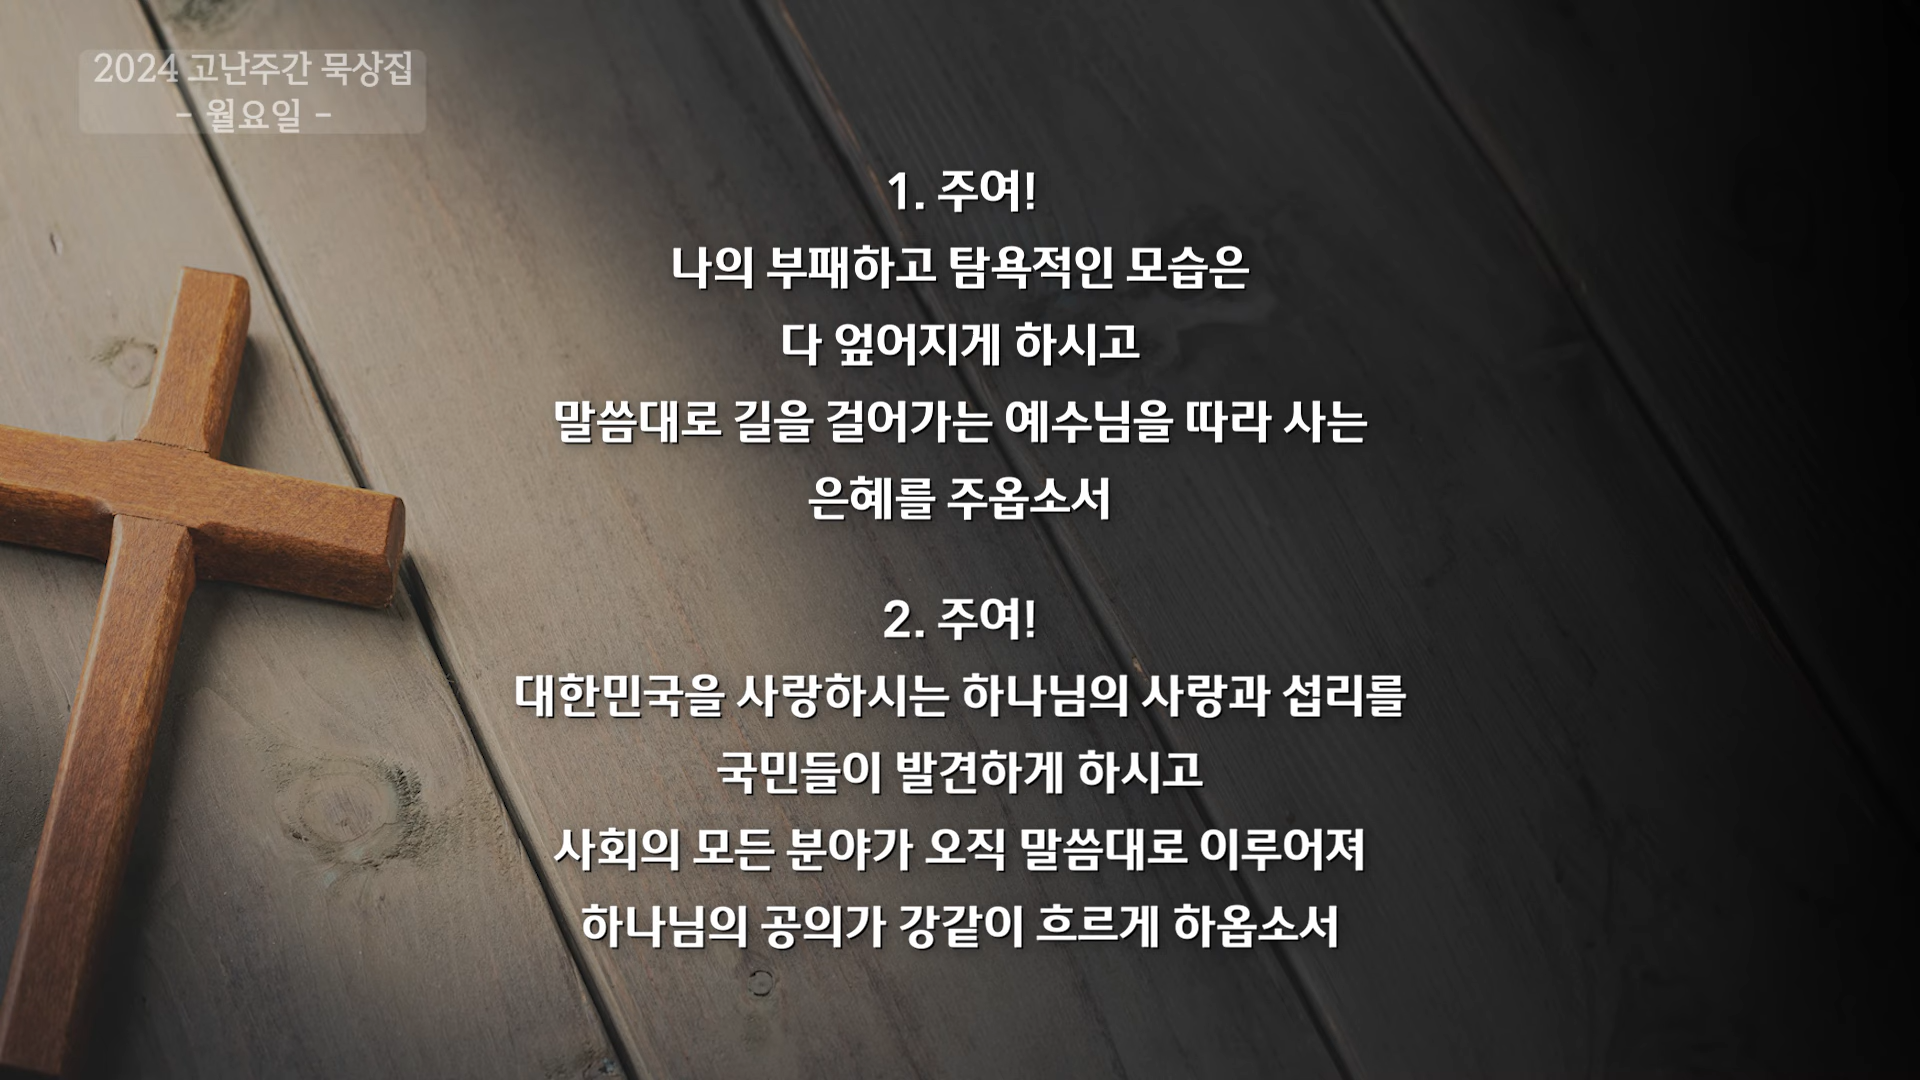 2024 고난주간 묵상집
- 월요일 -
1. 주여!
나의 부패하고 탐욕적인 모습은
다 엎어지게 하시고
말씀대로 길을 걸어가는 예수님을 따라 사는
은혜를 주옵소서
2. 주여!
대한민국을 사랑하시는 하나님의 사랑과 섭리를
국민들이 발견하게 하시고
사회의 모든 분야가 오직 말씀대로 이루어져
하나님의 공의가 강같이 흐르게 하옵소서